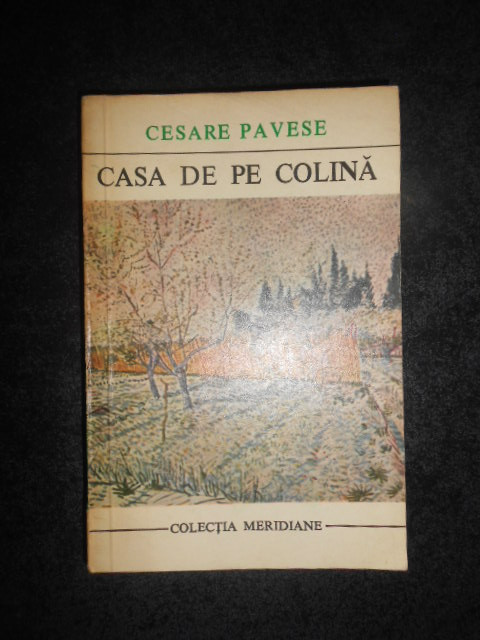 CESARE PAVESE
CASA DE PE COLINĂ
COLECȚIA MERIDIANE